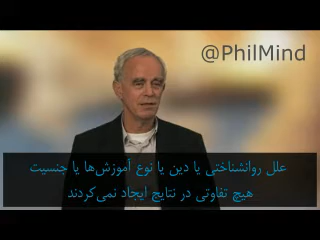 @PhilMind
علل روانشناختی یا دین یا نوع آموزش‌ها یا جنسیت
هیچ تفاوتی در نتایج ایجاد نمی‌کردند